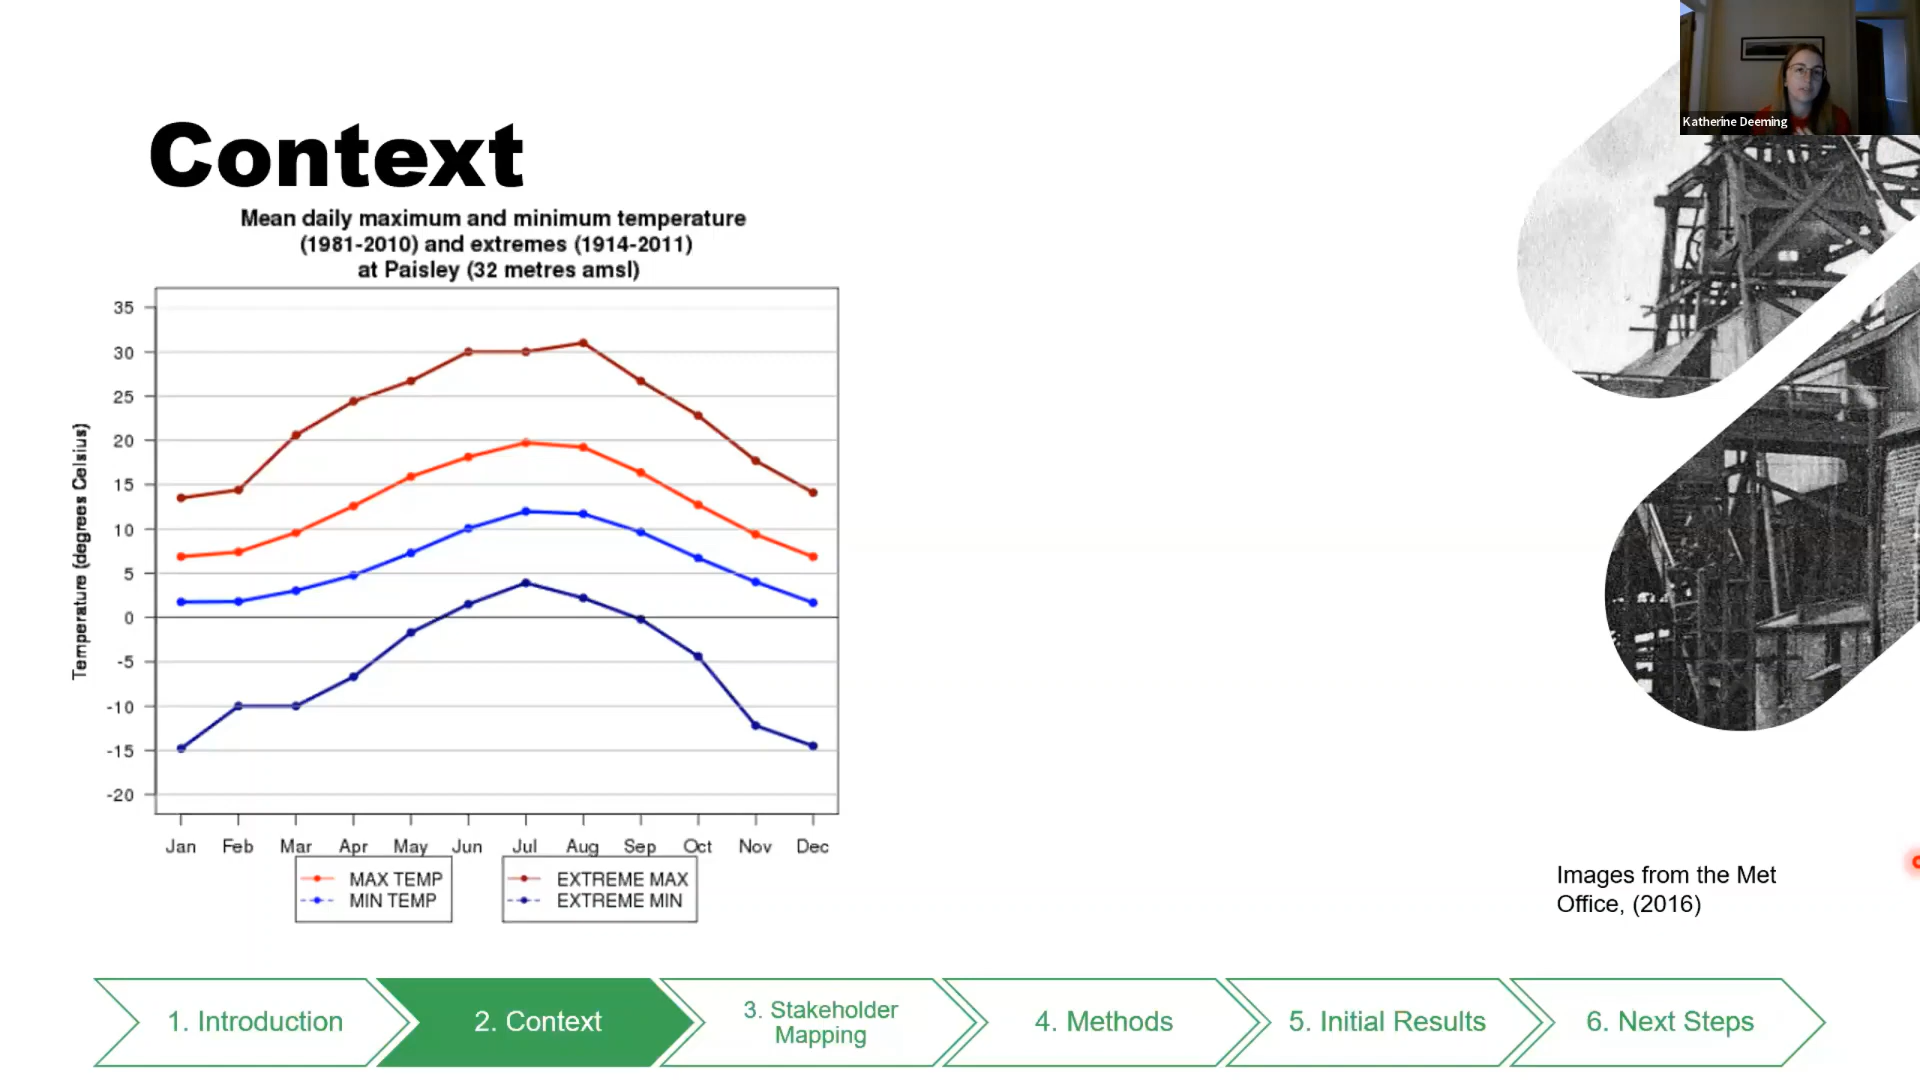 Katherine Deeming
Context
Mean daily maximum and minimum temperature
(1981-2010) and extremes (1914-2011)
at Paisley (32 metres amsl)
Temperature (degrees Celsius)
35
30
25
20
15
10
5
0
-5
-10
-15
-20
Jan Feb Mar Apr May Jun Jul Aug Sep Oct Nov Dec
MAX TEMP
MIN TEMP
EXTREME MAX
EXTREME MIN
Images from the Met
Office, (2016)
1. Introduction
2. Context
3. Stakeholder
Mapping
4. Methods
5. Initial Results
6. Next Steps